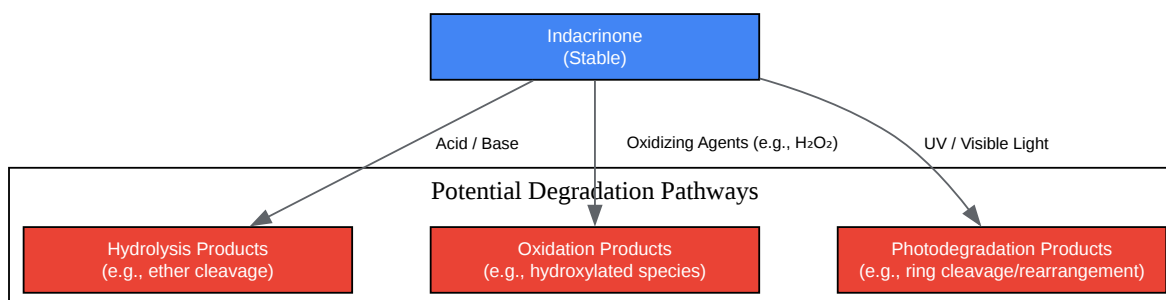 Indacrinone
(Stable)
Acid / Base
Oxidizing Agents (e.g., H₂O₂)
UV / Visible Light
Potential Degradation Pathways
Hydrolysis Products
(e.g., ether cleavage)
Oxidation Products
(e.g., hydroxylated species)
Photodegradation Products
(e.g., ring cleavage/rearrangement)